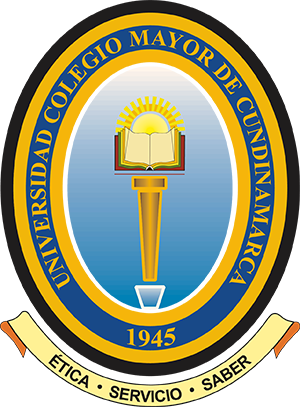 UNIVERSIDAD COLEGIO MAYOR DE CUNDINAMARCA
1945
ÉTICA • SERVICIO • SABER